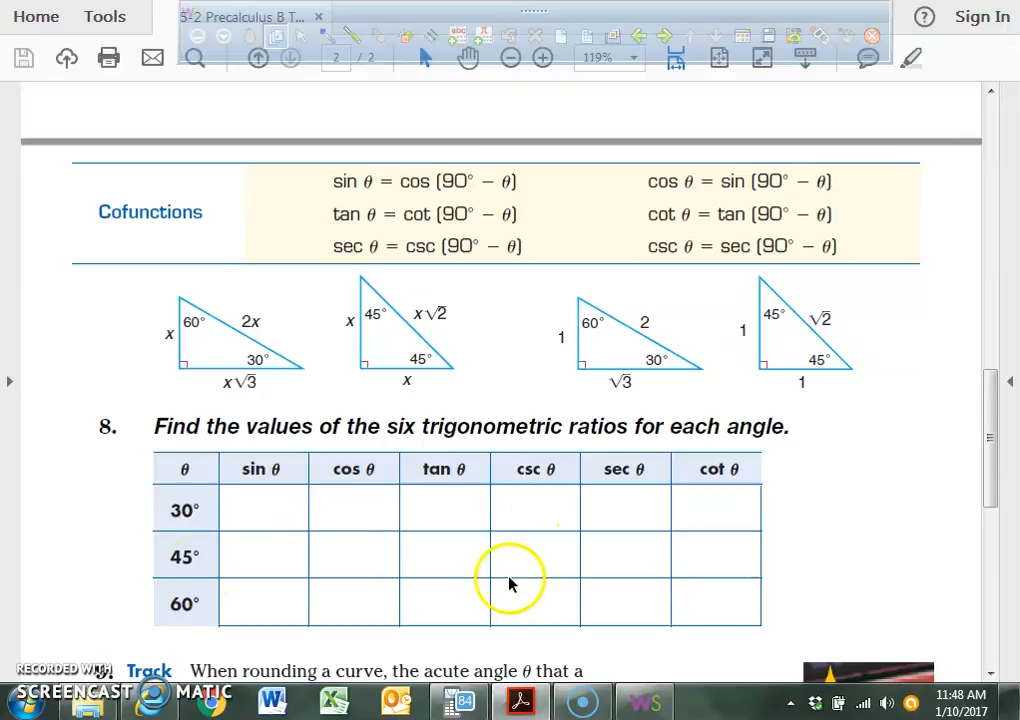 Home Tools 5-2 Precalculus B T... × Sign In
2 / 2 119%
sin θ = cos (90° − θ) cos θ = sin (90° − θ)
Cofunctions tan θ = cot (90° − θ) cot θ = tan (90° − θ)
sec θ = csc (90° − θ) csc θ = sec (90° − θ)
x 60° 2x 30° x√3
x 45° x√2 45° x
1 60° 2 30° √3
1 45° √2 45° 1
8. Find the values of the six trigonometric ratios for each angle.
θ sin θ cos θ tan θ csc θ sec θ cot θ
30°
45°
60°
Track When rounding a curve, the acute angle θ that a
RECORDED WITH
SCREENCAST MATIC
84
WS
11:48 AM
1/10/2017